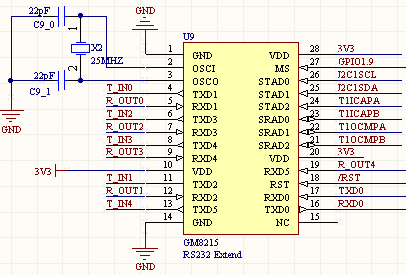 22pF
C9_0
GND
U9
1
X2
25MHZ
2
22pF
C9_1
GND
1 GND VDD 28 3V3
2 OSCI MS 27 GPIO1.9
3 OSCO STAD0 26 I2C1SCL
T_IN0 4 TXD1 STAD1 25 I2C1SDA
R_OUT0 5 RXD1 STAD2 24 T1ICAPA
T_IN2 6 TXD3 SRAD0 23 T1ICAPB
R_OUT2 7 RXD3 SRAD1 22 T1OCMPA
T_IN3 8 TXD4 SRAD2 21 T1OCMPB
R_OUT3 9 RXD4 VDD 20 3V3
3V3 10 VDD RXD5 19 R_OUT4
T_IN1 11 TXD2 RST 18 /RST
R_OUT1 12 RXD2 TXD0 17 TXD0
T_IN4 13 TXD5 TXD0 16 RXD0
14 GND NC 15
GM8215
RS232 Extend
GND